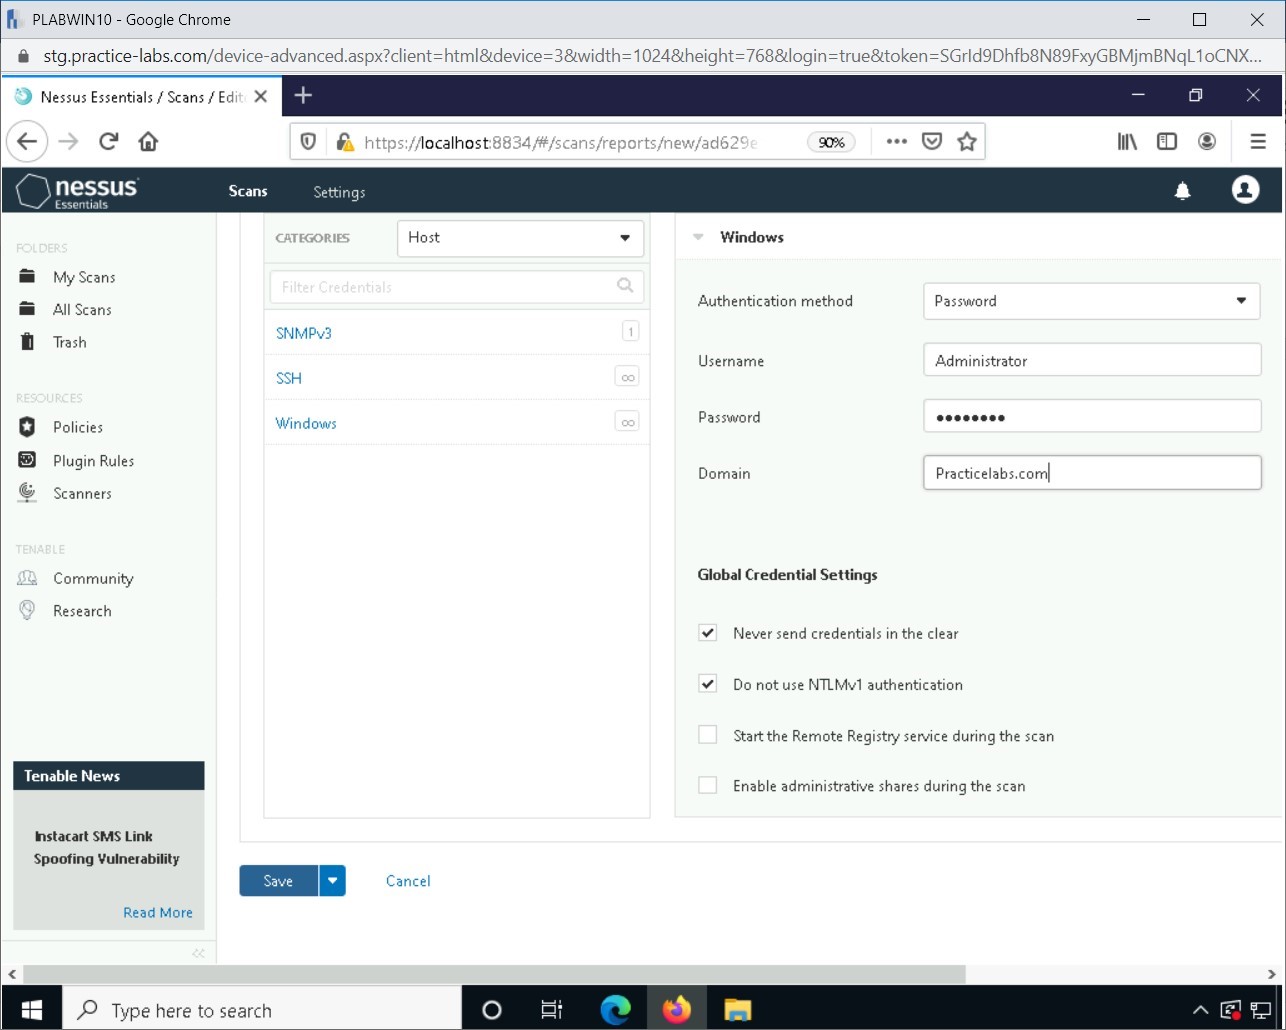 PLABWIN10 - Google Chrome
stg.practice-labs.com/device-advanced.aspx?client=html&device=3&width=1024&height=768&login=true&token=SGrId9Dhfb8N89FxyGBMjmBNqL1oCNX...
Nessus Essentials / Scans / Edit
https://localhost:8834/#/scans/reports/new/ad629e
90%
nessus
Essentials
Scans
Settings
FOLDERS
My Scans
All Scans
Trash
RESOURCES
Policies
Plugin Rules
Scanners
TENABLE
Community
Research
Tenable News
Instacart SMS Link
Spoofing Vulnerability
Read More
CATEGORIES
Host
Filter Credentials
SNMPv3
1
SSH
∞
Windows
∞
Windows
Authentication method
Password
Username
Administrator
Password
••••••••
Domain
Practicelabs.com
Global Credential Settings
Never send credentials in the clear
Do not use NTLMv1 authentication
Start the Remote Registry service during the scan
Enable administrative shares during the scan
Save
Cancel
Type here to search